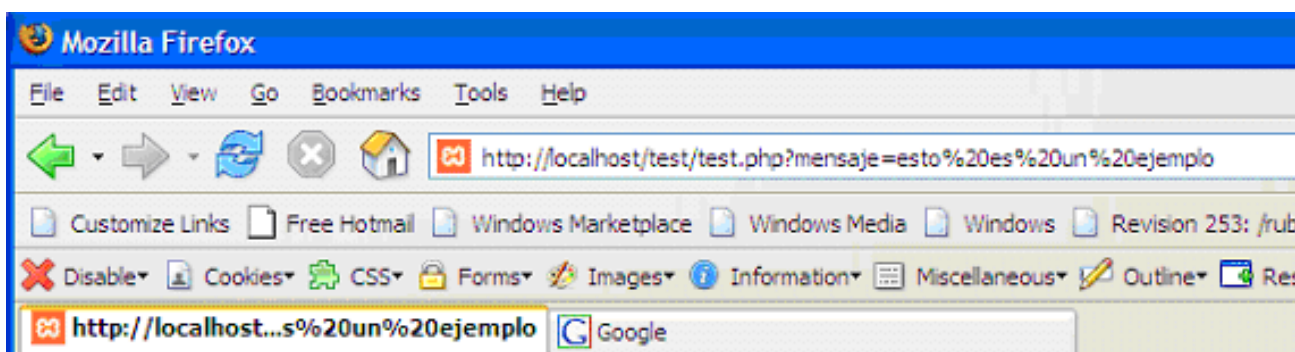 Mozilla Firefox
File Edit View Go Bookmarks Tools Help
http://localhost/test/test.php?mensaje=esto%20es%20un%20ejemplo
Customize Links Free Hotmail Windows Marketplace Windows Media Windows Revision 253: /rub
Disable Cookies CSS Forms Images Information Miscellaneous Outline Res
http://localhost...s%20un%20ejemplo Google